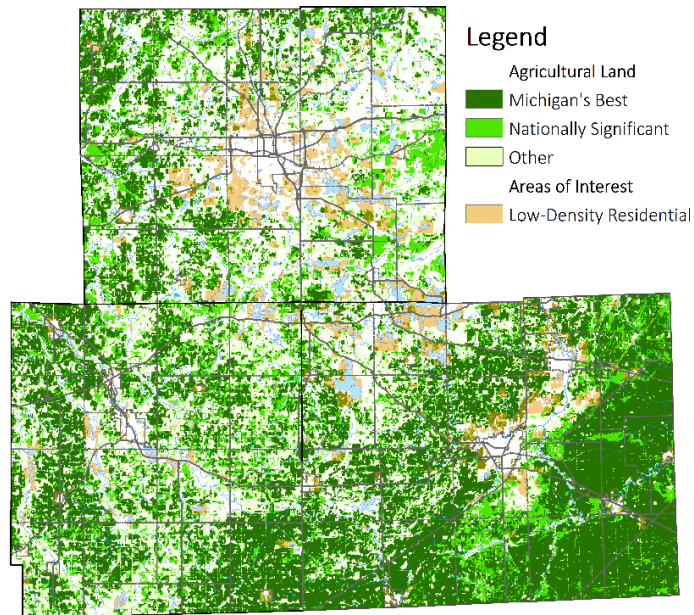 Legend
Agricultural Land
Michigan's Best
Nationally Significant
Other
Areas of Interest
Low-Density Residential